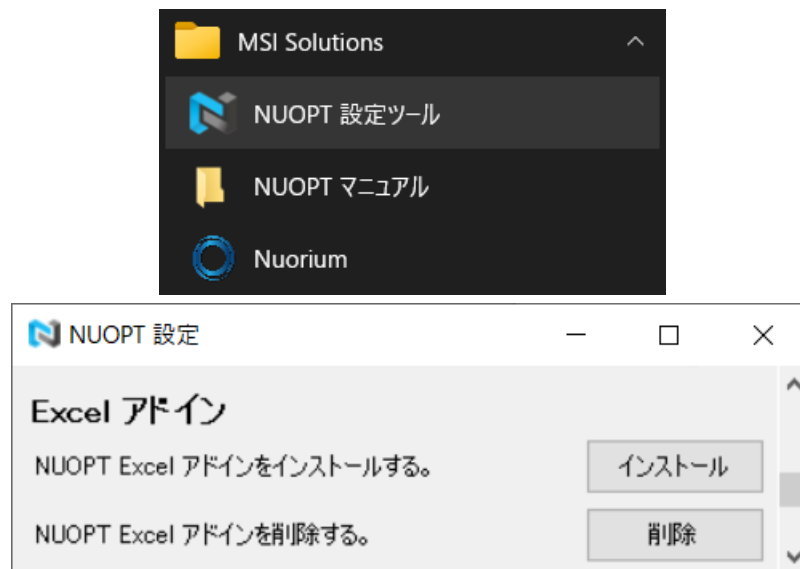 MSI Solutions
NUOPT 設定ツール
NUOPT マニュアル
Nuorium
NUOPT 設定
Excel アドイン
NUOPT Excel アドインをインストールする。 インストール
NUOPT Excel アドインを削除する。 削除